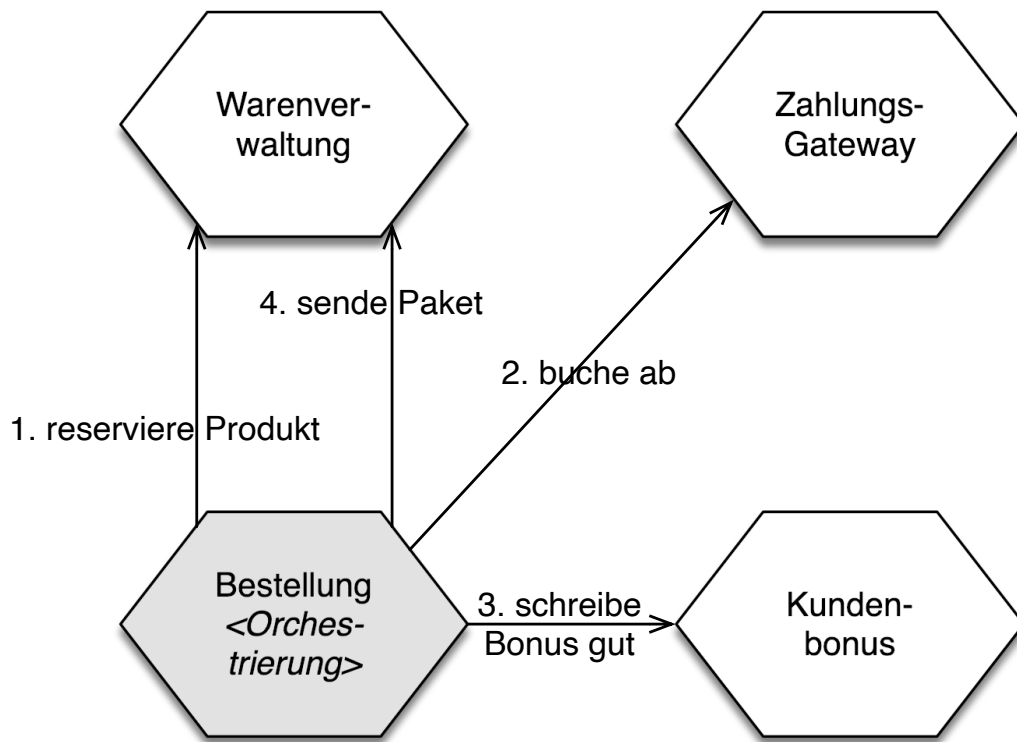 Warenver-
waltung
Zahlungs-
Gateway
4. sende Paket
2. buche ab
1. reserviere Produkt
Bestellung
<Orches-
trierung>
3. schreibe
Bonus gut
Kunden-
bonus